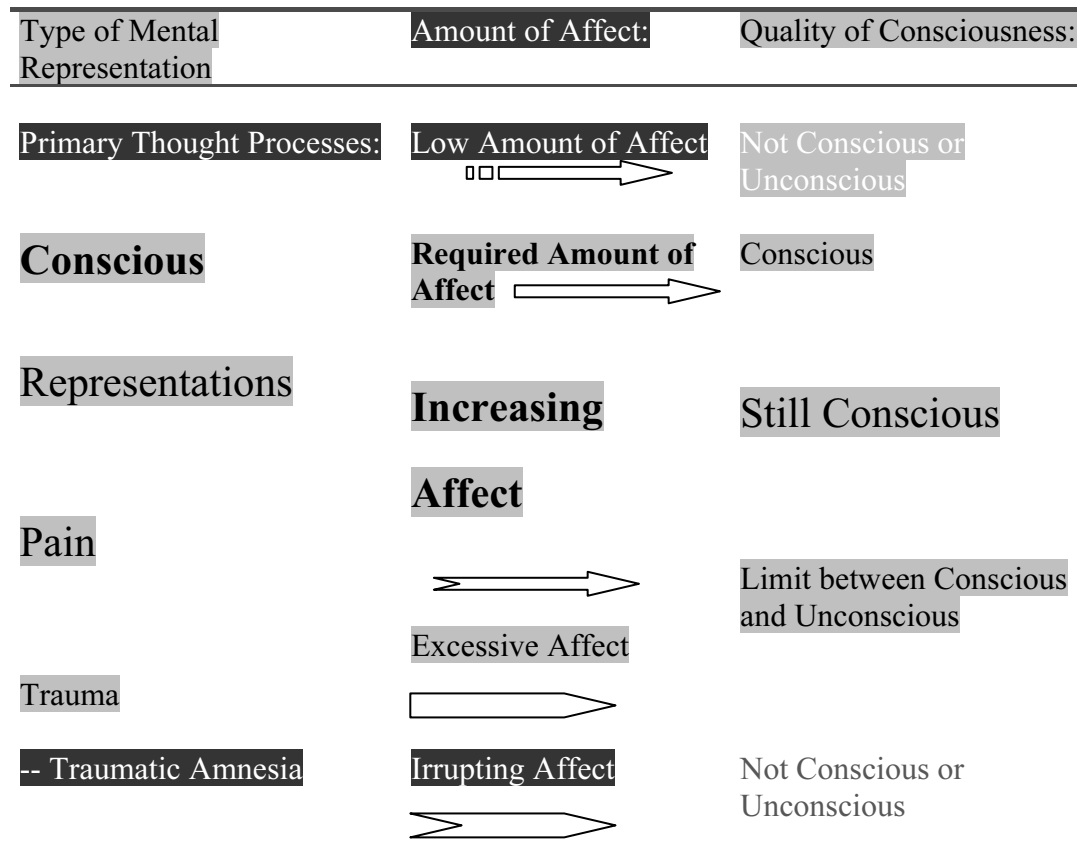 Type of Mental
Representation
Amount of Affect:
Quality of Consciousness:
Primary Thought Processes:
Low Amount of Affect
Not Conscious or
Unconscious
Conscious
Required Amount of
Affect
Conscious
Representations
Increasing
Affect
Still Conscious
Pain
Excessive Affect
Limit between Conscious
and Unconscious
Trauma
-- Traumatic Amnesia
Irrupting Affect
Not Conscious or
Unconscious